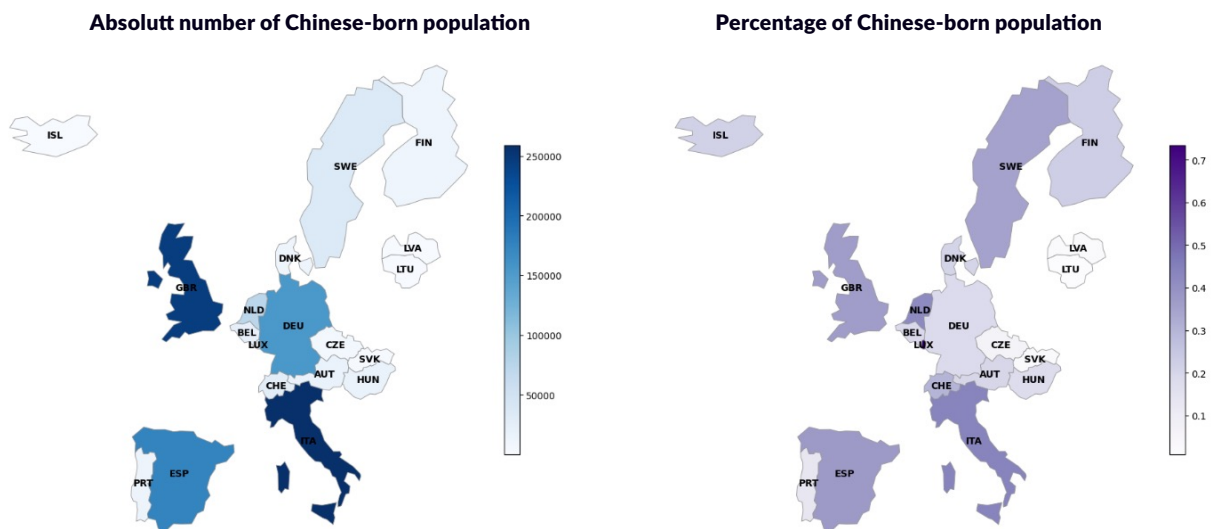 Absolutt number of Chinese-born population
Percentage of Chinese-born population
ISL
FIN
SWE
LVA
LTU
DNK
GBR
NLD
DEU
BEL
LUX
CZE
SVK
AUT
HUN
CHE
ITA
ESP
PRT
250000
200000
150000
100000
50000
ISL
FIN
SWE
LVA
LTU
DNK
GBR
NLD
DEU
BEL
LUX
CZE
SVK
AUT
HUN
CHE
ITA
ESP
PRT
0.7
0.6
0.5
0.4
0.3
0.2
0.1